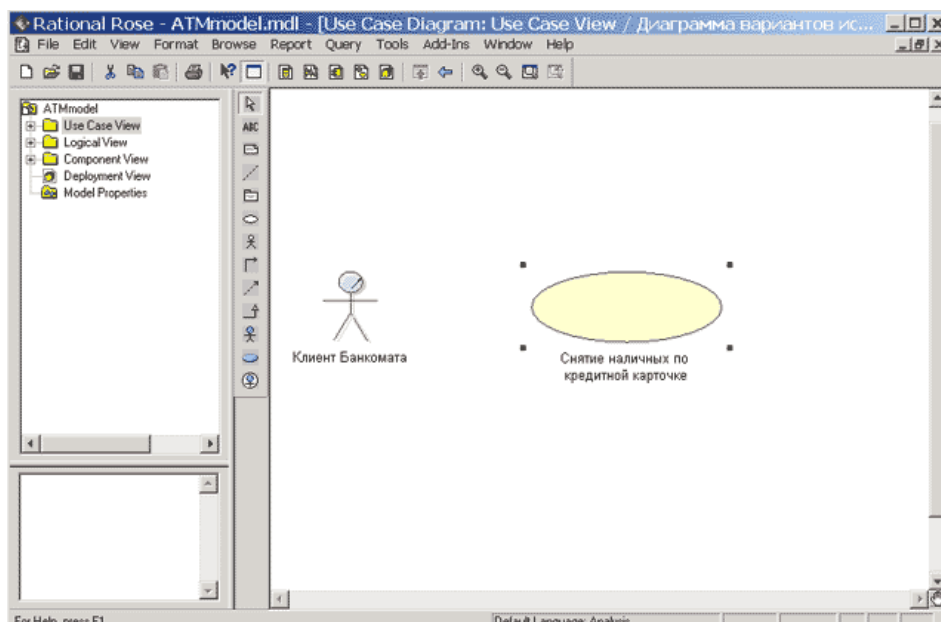 Rational Rose - ATMmodel.mdl - [Use Case Diagram: Use Case View / Диаграмма вариантов ис...
File Edit View Format Browse Report Query Tools Add-Ins Window Help
ATMmodel
Use Case View
Logical View
Component View
Deployment View
Model Properties
ABC
Клиент Банкомата
Снятие наличных по
кредитной карточке
For Help, press F1
Default Language: Analysis